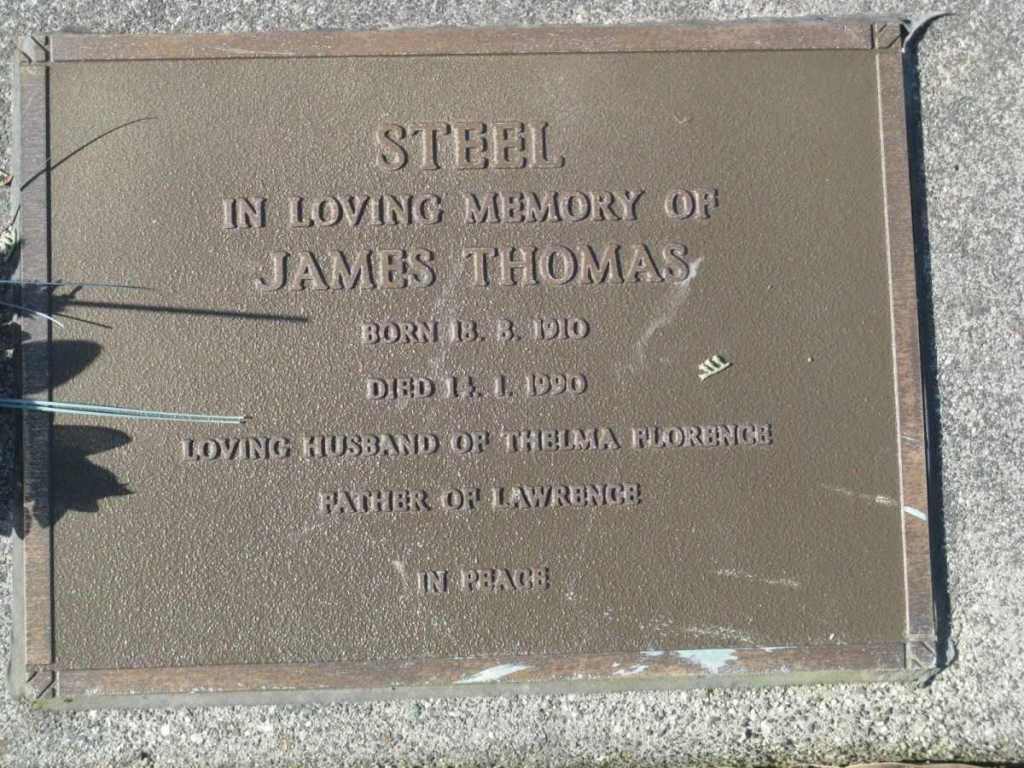 STEEL
IN LOVING MEMORY OF
JAMES THOMAS
BORN 18. 8. 1910
DIED 14. 1. 1990
LOVING HUSBAND OF THELMA FLORENCE
FATHER OF LAWRENCE
IN PEACE